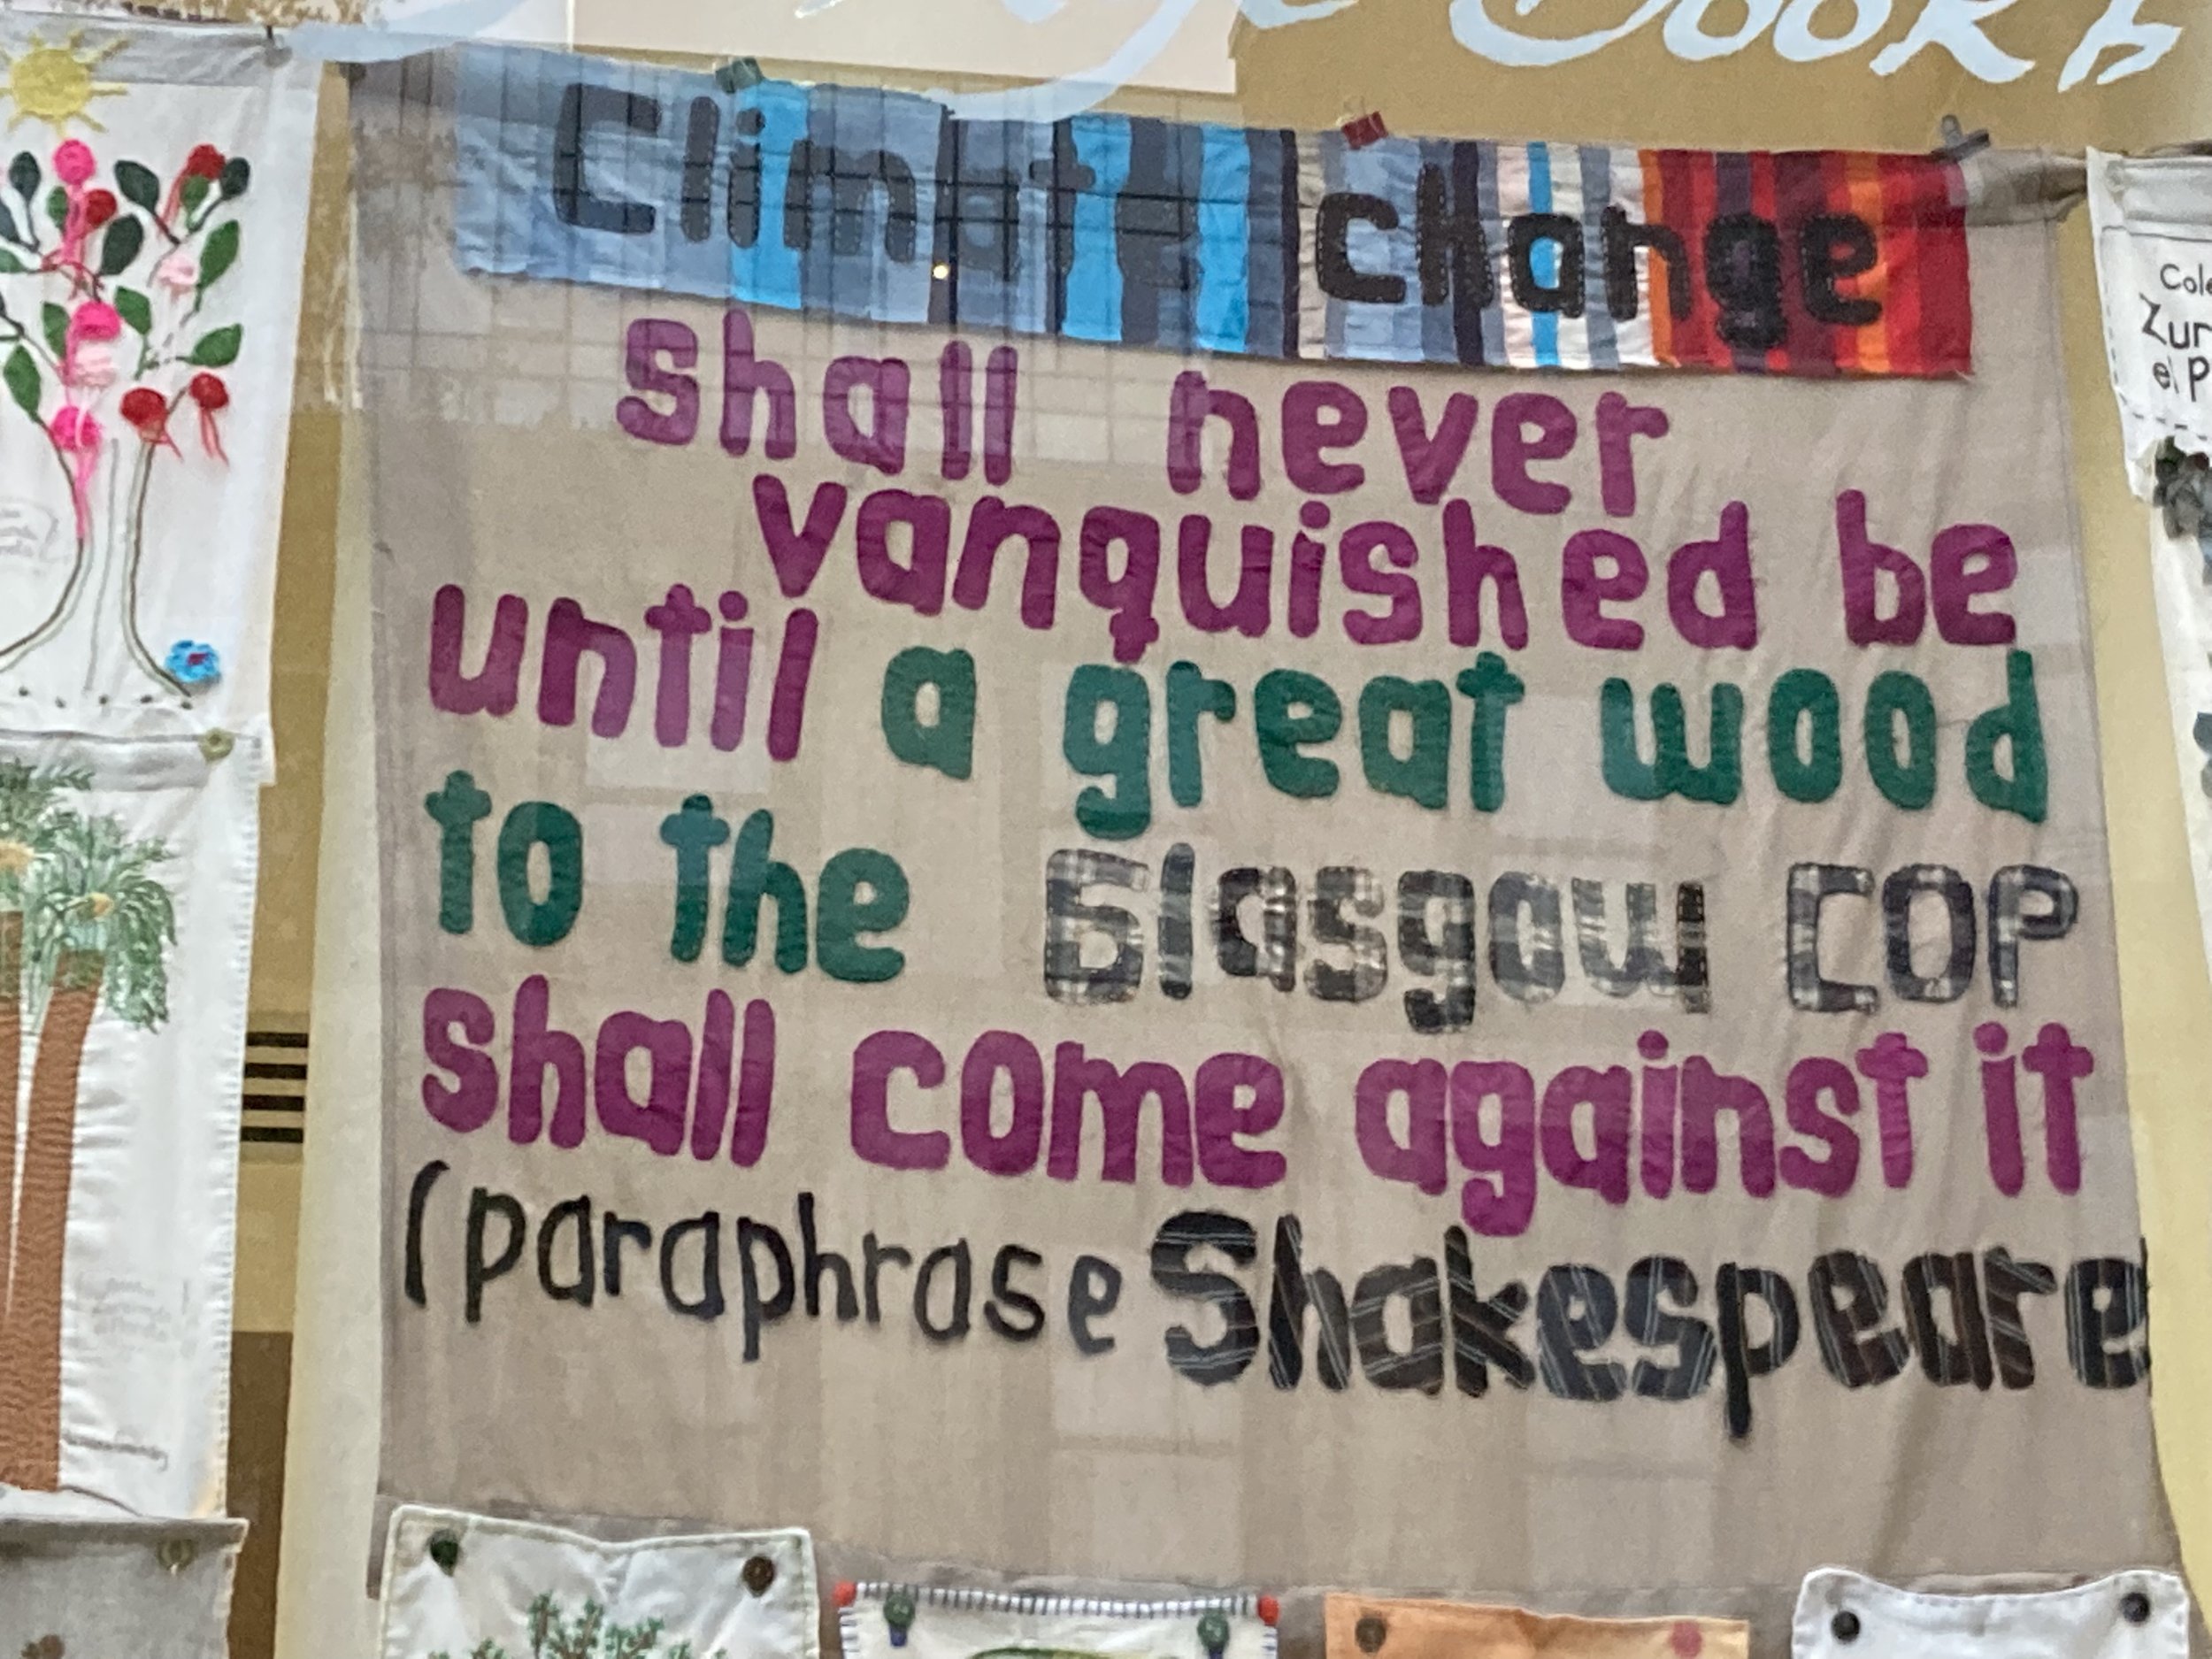 Climate change
shall never
vanquished be
until a great wood
to the Glasgow COP
shall come against it
(paraphrase Shakespeare